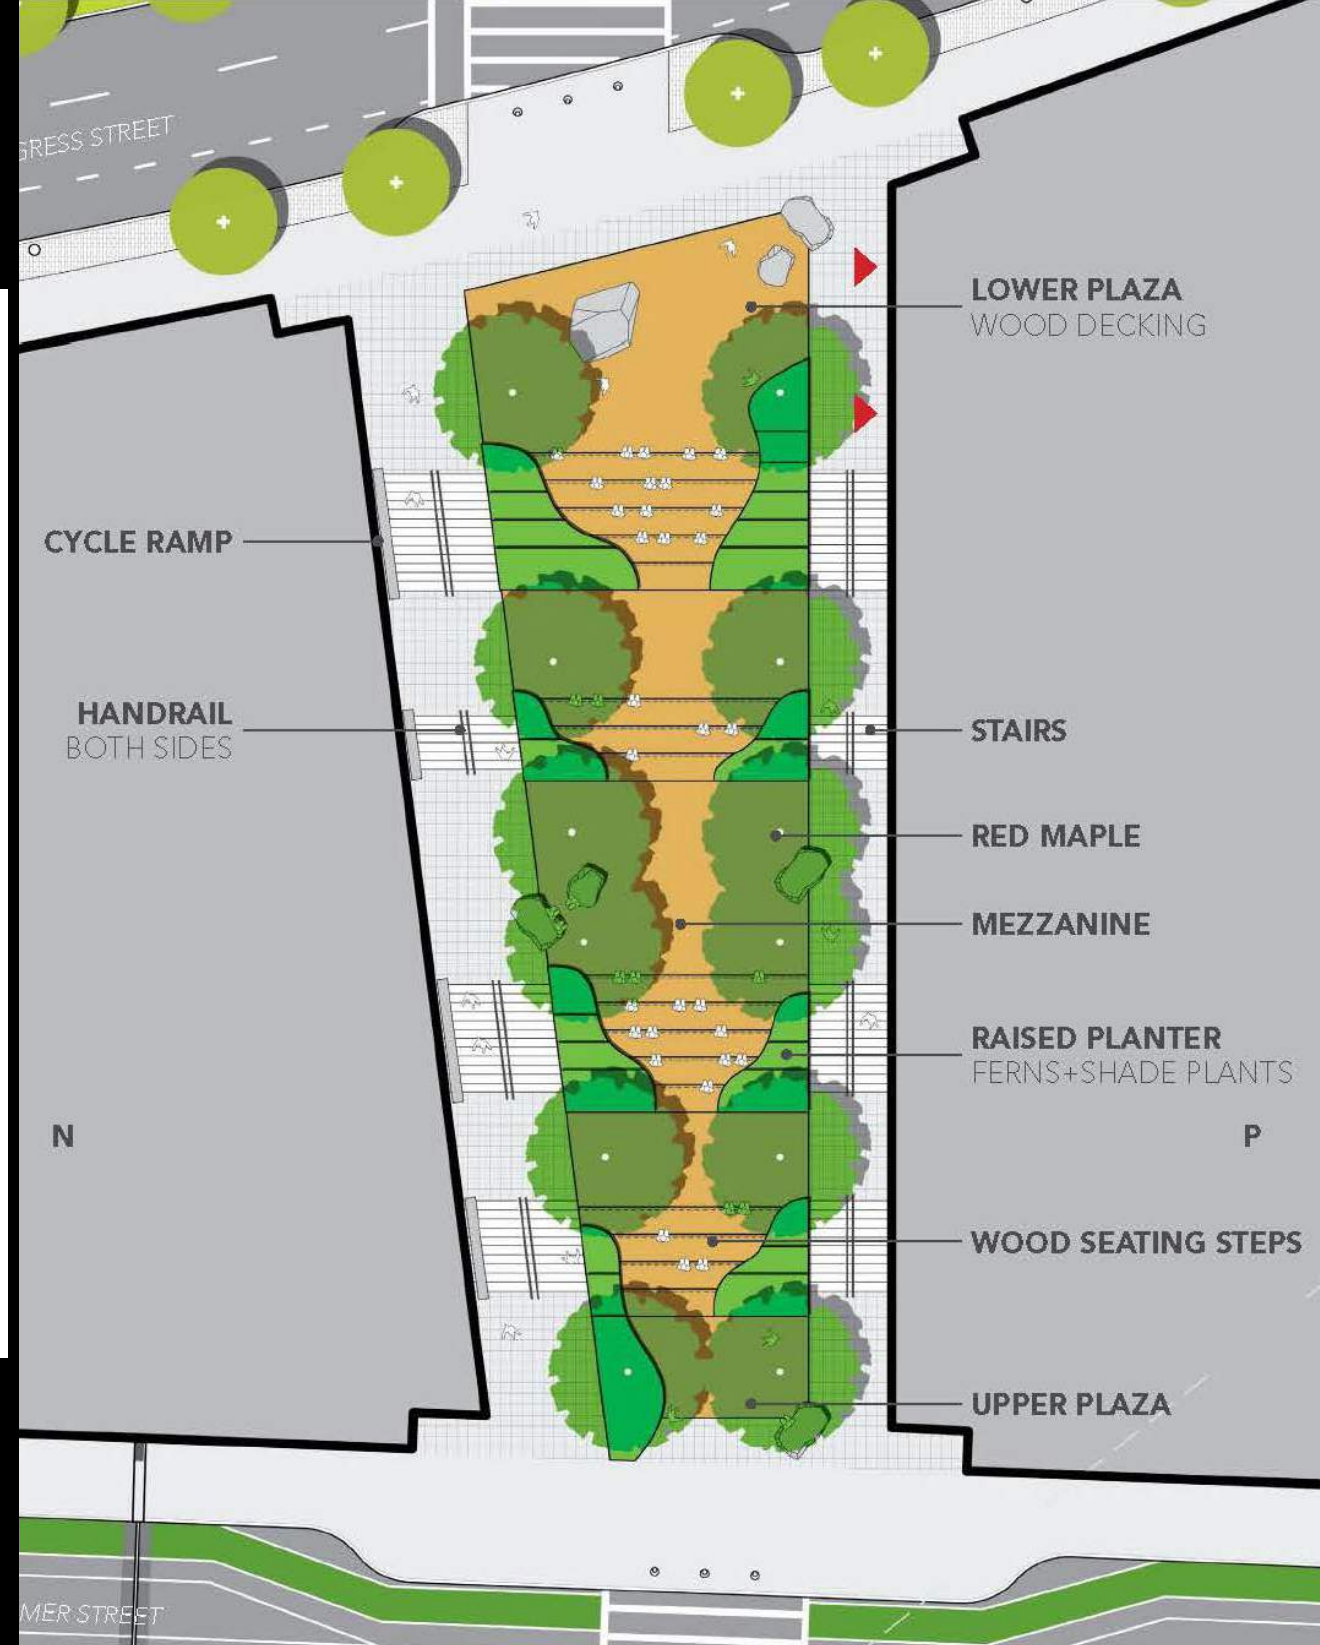 GRESS STREET
LOWER PLAZA
WOOD DECKING
CYCLE RAMP
HANDRAIL
BOTH SIDES
STAIRS
RED MAPLE
MEZZANINE
RAISED PLANTER
FERNS+SHADE PLANTS
N
P
WOOD SEATING STEPS
UPPER PLAZA
MER STREET